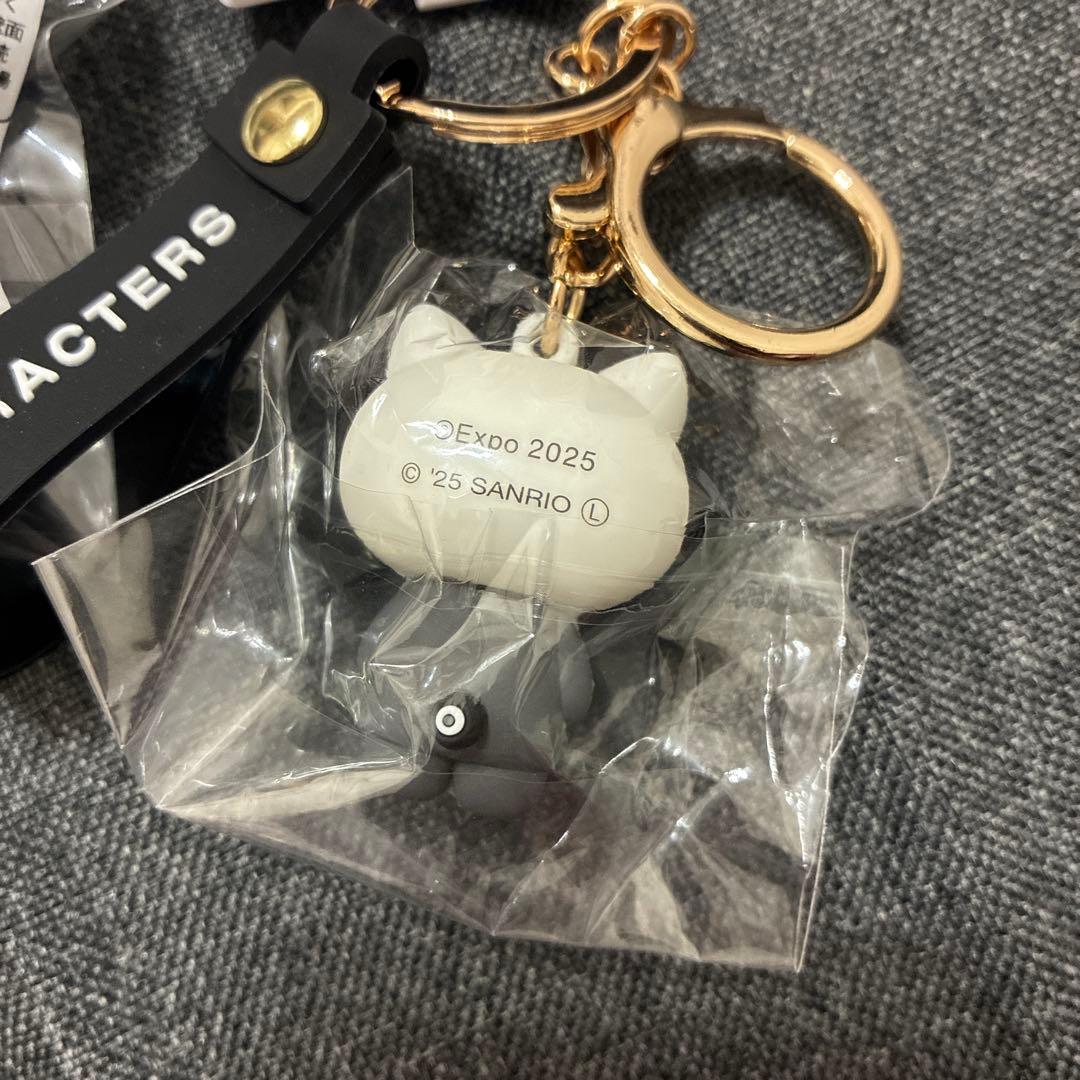 ACTERS
©Expo 2025
© '25 SANRIO Ⓛ